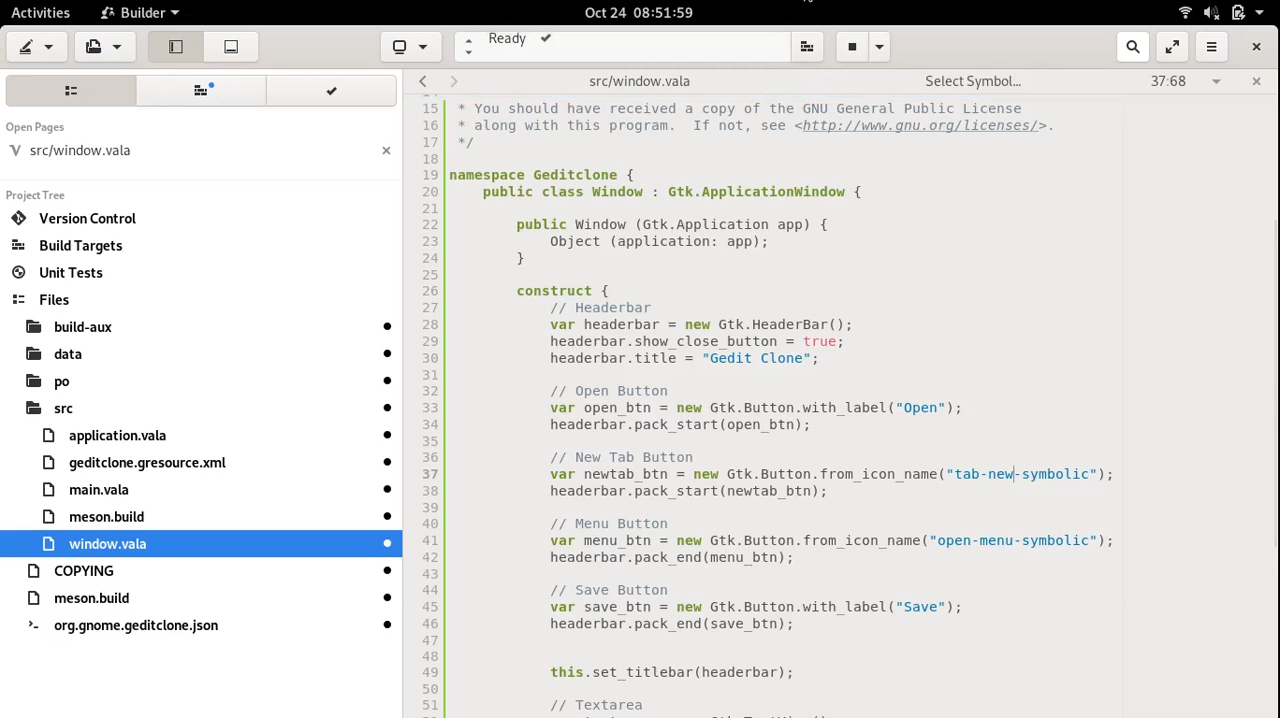 Activities
Builder
Oct 24 08:51:59
Ready
src/window.vala
Select Symbol...
37:68
Open Pages
src/window.vala
Project Tree
Version Control
Build Targets
Unit Tests
Files
build-aux
data
po
src
application.vala
geditclone.gresource.xml
main.vala
meson.build
window.vala
COPYING
meson.build
org.gnome.geditclone.json
15 * You should have received a copy of the GNU General Public License
16 * along with this program.  If not, see <http://www.gnu.org/licenses/>.
17 */
18
19 namespace Geditclone {
20     public class Window : Gtk.ApplicationWindow {
21
22         public Window (Gtk.Application app) {
23             Object (application: app);
24         }
25
26         construct {
27             // Headerbar
28             var headerbar = new Gtk.HeaderBar();
29             headerbar.show_close_button = true;
30             headerbar.title = "Gedit Clone";
31
32             // Open Button
33             var open_btn = new Gtk.Button.with_label("Open");
34             headerbar.pack_start(open_btn);
35
36             // New Tab Button
37             var newtab_btn = new Gtk.Button.from_icon_name("tab-new-symbolic");
38             headerbar.pack_start(newtab_btn);
39
40             // Menu Button
41             var menu_btn = new Gtk.Button.from_icon_name("open-menu-symbolic");
42             headerbar.pack_end(menu_btn);
43
44             // Save Button
45             var save_btn = new Gtk.Button.with_label("Save");
46             headerbar.pack_end(save_btn);
47
48
49             this.set_titlebar(headerbar);
50
51             // Textarea